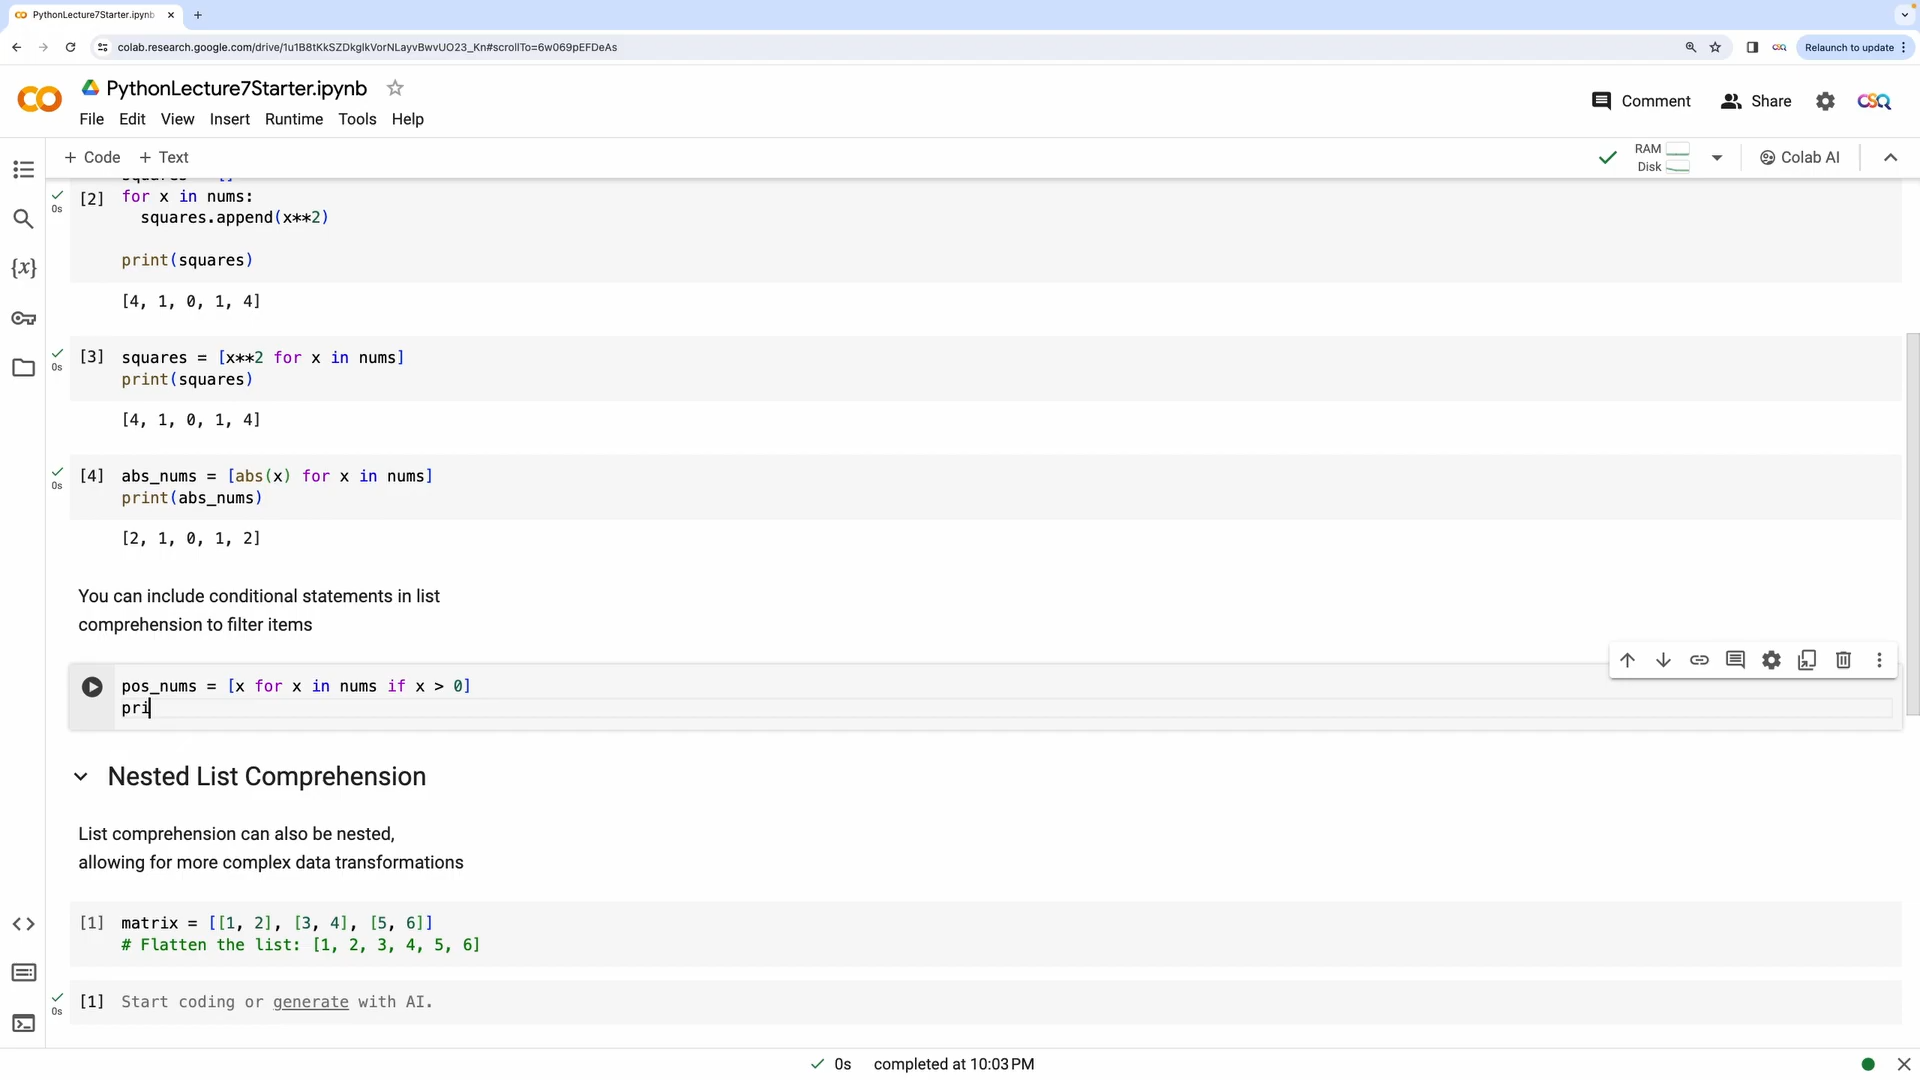 PythonLecture7Starter.ipynb
colab.research.google.com/drive/1u1B8tKkSZDkglkVorNLayvBwvUO23_Kn#scrollTo=6w069pEFDeAs
Relaunch to update
PythonLecture7Starter.ipynb
File Edit View Insert Runtime Tools Help
Comment
Share
CSQ
+ Code + Text
RAM
Disk
Colab AI
squares = []
[2] for x in nums:
0s
squares.append(x**2)
print(squares)
[4, 1, 0, 1, 4]
[3] squares = [x**2 for x in nums]
0s
print(squares)
[4, 1, 0, 1, 4]
[4] abs_nums = [abs(x) for x in nums]
0s
print(abs_nums)
[2, 1, 0, 1, 2]
You can include conditional statements in list
comprehension to filter items
pos_nums = [x for x in nums if x > 0]
pri
Nested List Comprehension
List comprehension can also be nested,
allowing for more complex data transformations
[1] matrix = [[1, 2], [3, 4], [5, 6]]
# Flatten the list: [1, 2, 3, 4, 5, 6]
[1] Start coding or generate with AI.
0s
0s completed at 10:03 PM